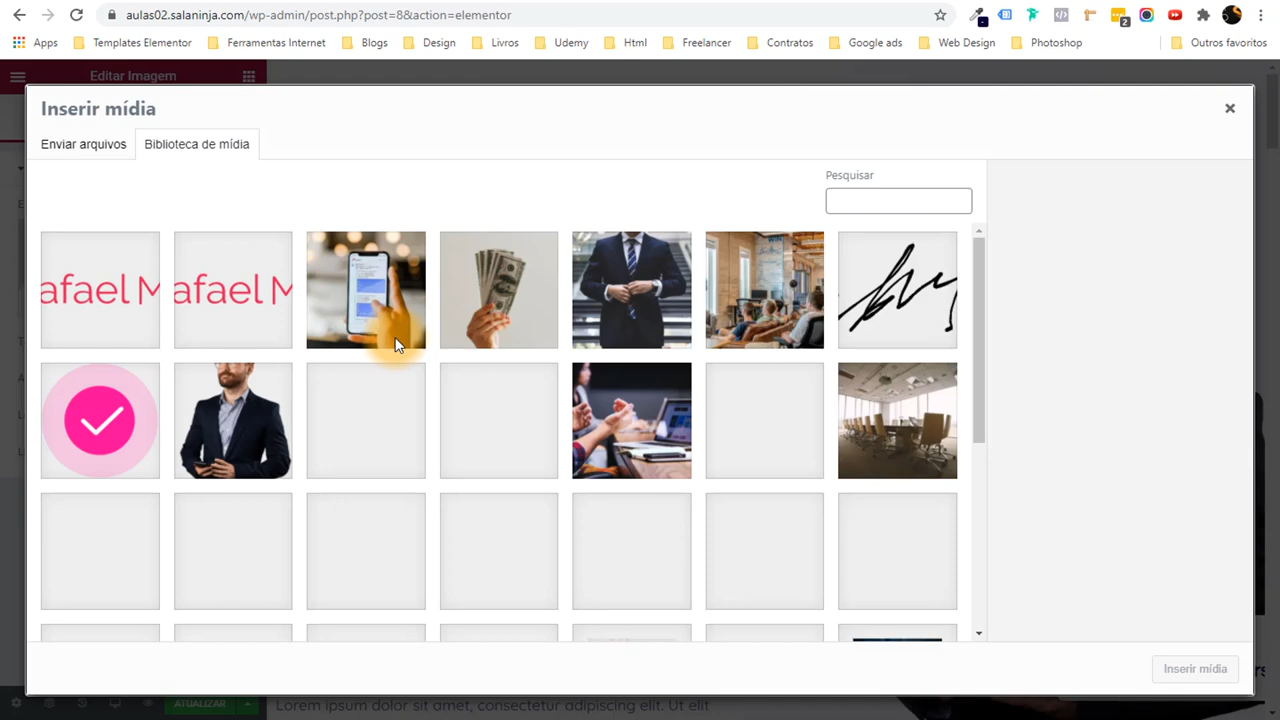 aulas02.salaninja.com/wp-admin/post.php?post=8&action=elementor
2
Apps Templates Elementor Ferramentas Internet Blogs Design Livros Udemy Html Freelancer Contratos Google ads Web Design Photoshop Outros favoritos
Editar Imagem
Inserir mídia
Enviar arquivos Biblioteca de mídia
Pesquisar
afael M afael M
Inserir mídia
ATUALIZAR
Lorem ipsum dolor sit amet, consectetur adipiscing elit. Ut elit